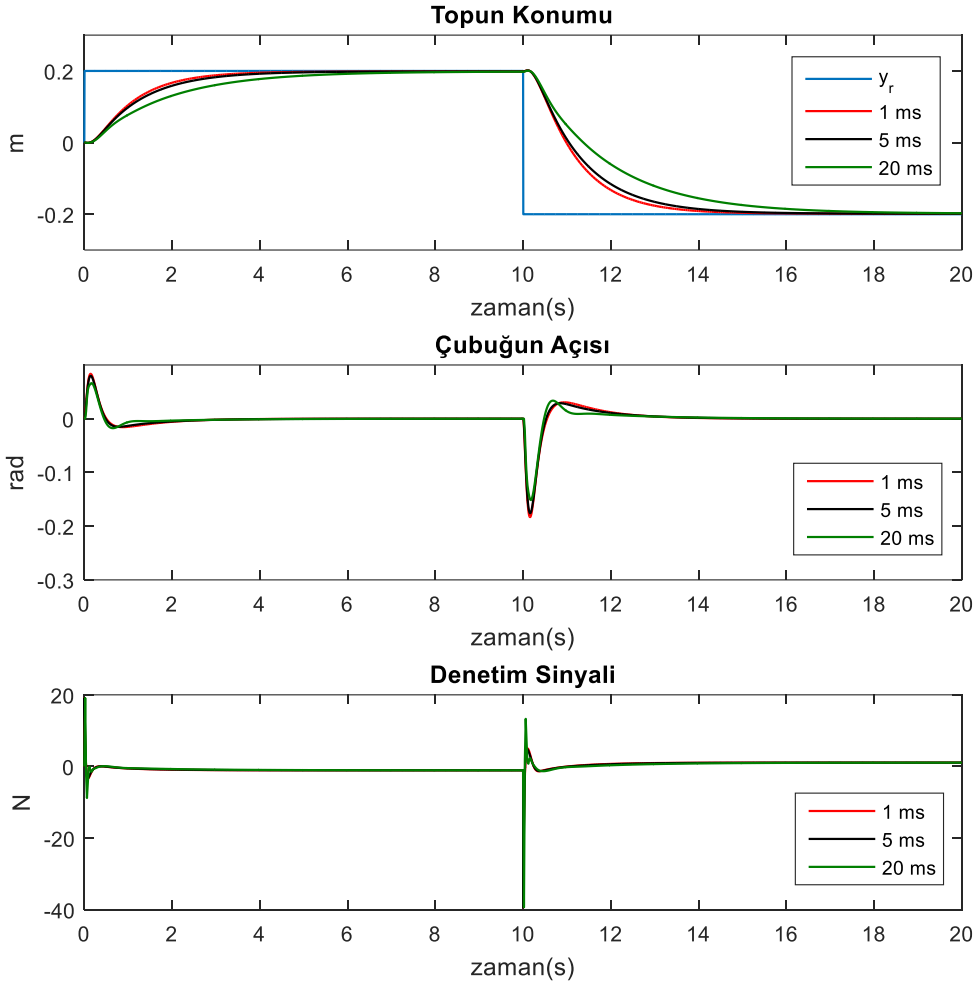 Topun Konumu
0.2
0
-0.2
m
y_r
1 ms
5 ms
20 ms
0 2 4 6 8 10 12 14 16 18 20
zaman(s)
Çubuğun Açısı
0
-0.1
-0.2
-0.3
rad
1 ms
5 ms
20 ms
0 2 4 6 8 10 12 14 16 18 20
zaman(s)
Denetim Sinyali
20
0
-20
-40
N
1 ms
5 ms
20 ms
0 2 4 6 8 10 12 14 16 18 20
zaman(s)